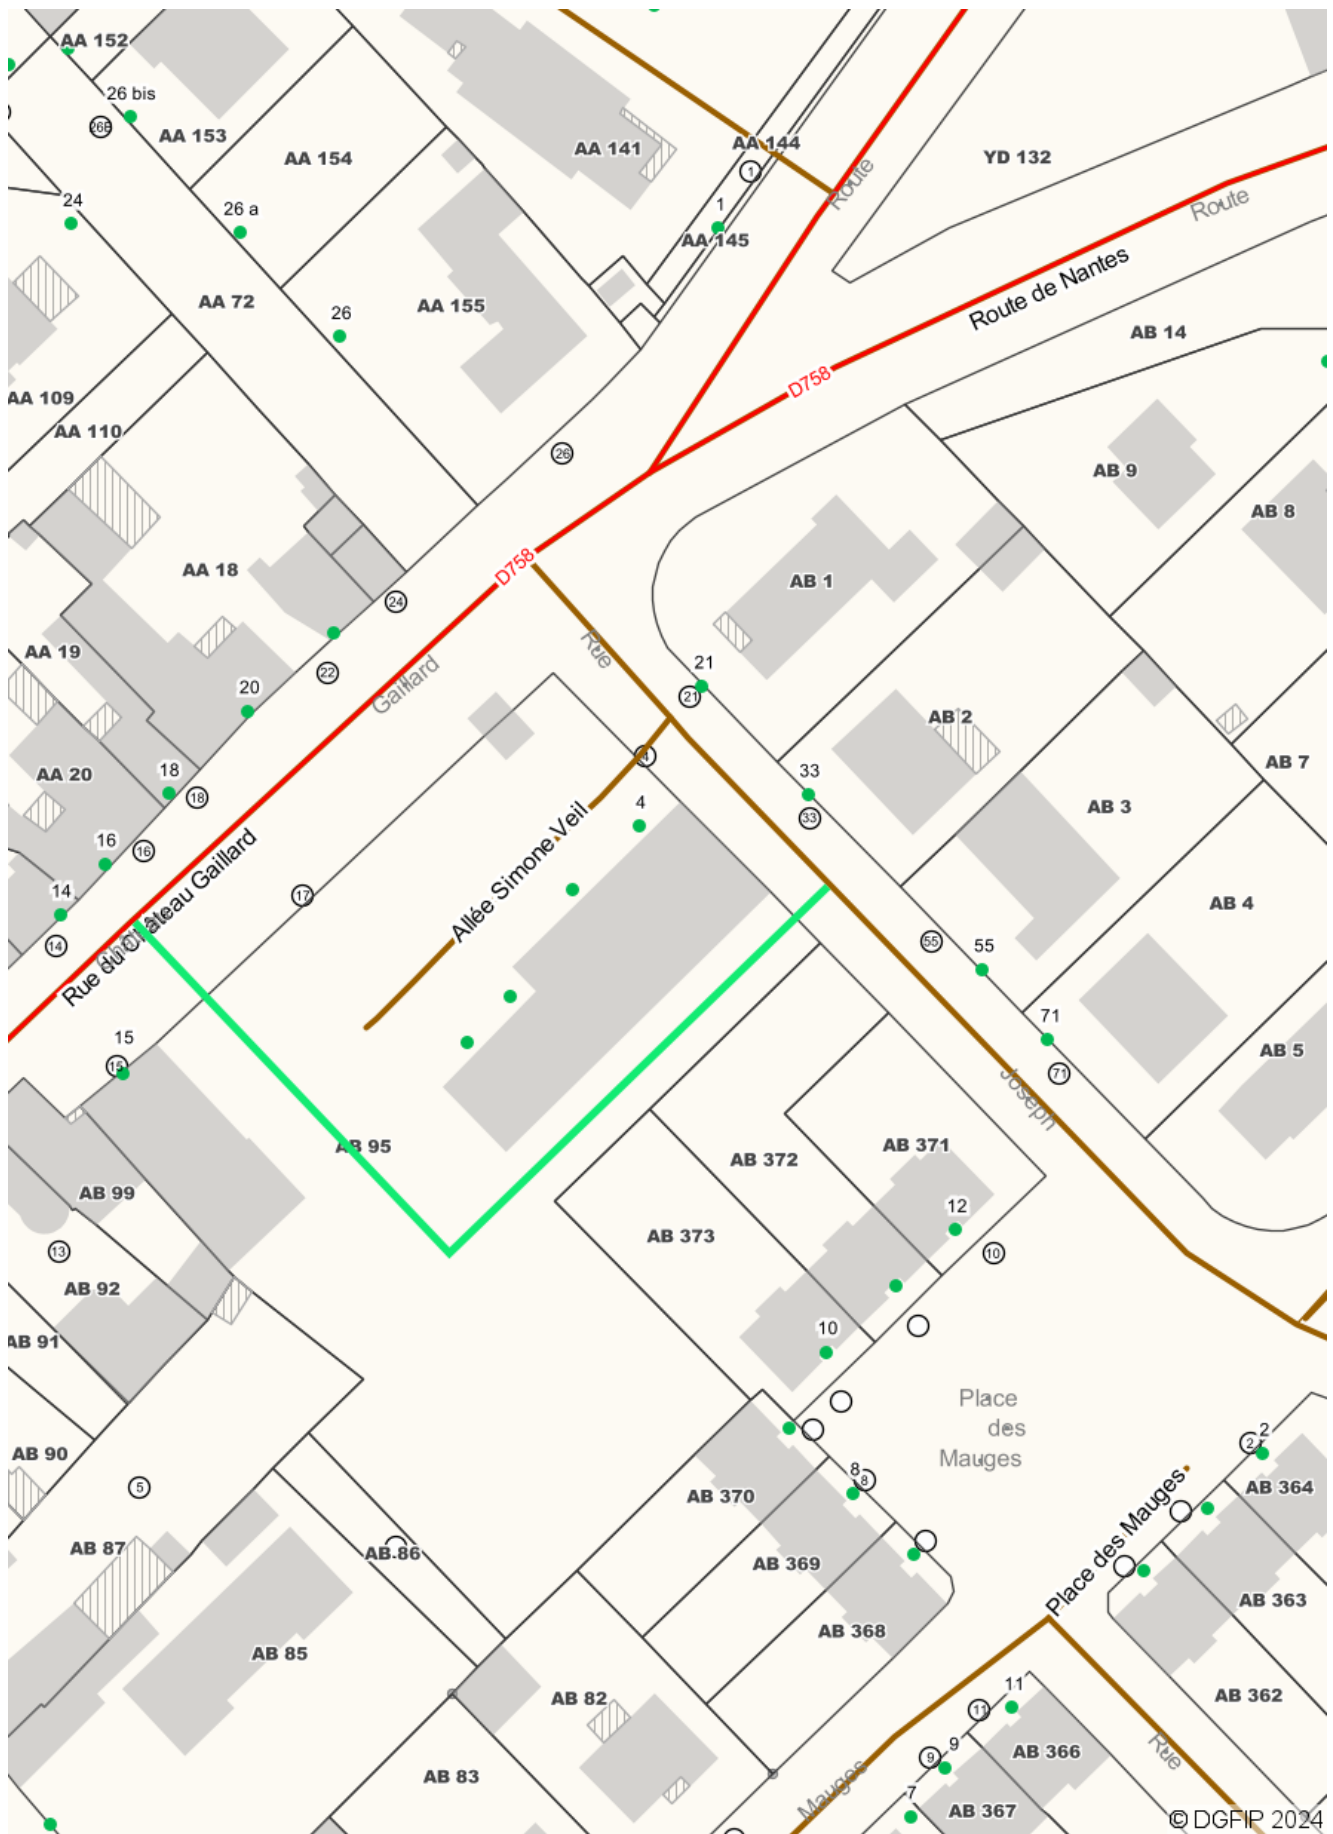 AA 152
26 bis
26B
AA 153
AA 154
AA 141
AA 144
1
YD 132
24
26 a
1
AA 145
Route
Route
AA 72
AA 155
26
Route de Nantes
AB 14
D758
AA 109
AA 110
26
AB 9
AB 8
D758
AA 18
AB 1
24
Rue
AA 19
22
Gaillard
21
21
20
AB 2
4
AB 7
AA 20
18
18
33
AB 3
33
4
16
16
Allée Simone Veil
17
14
AB 4
14
Rue du Château Gaillard
55
55
15
15
71
AB 5
71
Joseph
AB 95
AB 371
AB 372
AB 99
12
AB 373
13
10
AB 92
AB 91
10
Place
des
Mauges
AB 90
2
2
5
8
8
AB 370
AB 364
Place des Mauges
AB 87
AB 86
AB 369
AB 363
AB 368
AB 85
AB 82
11
11
AB 362
AB 366
Rue
9
9
AB 83
Mauges
7
AB 367
© DGFIP 2024